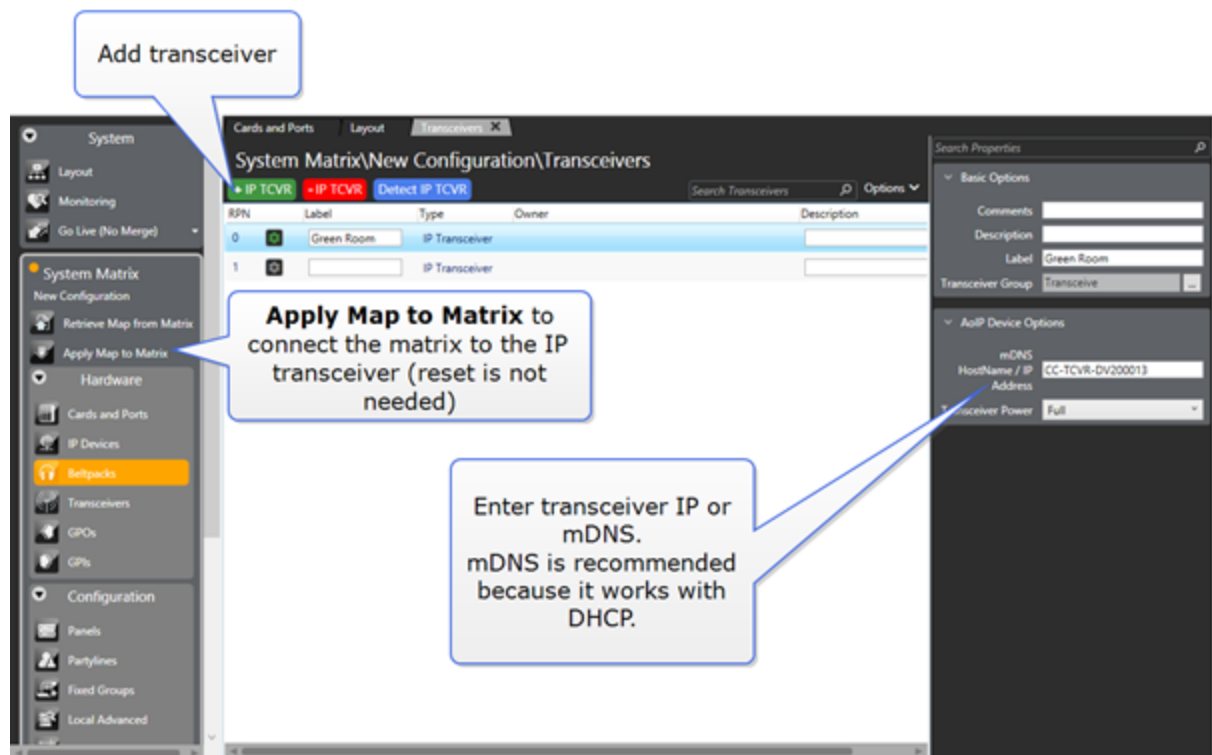 Add transceiver
System
Layout
Monitoring
Go Live (No Merge)
System Matrix
New Configuration
Retrieve Map from Matrix
Apply Map to Matrix
Hardware
Cards and Ports
IP Devices
Beltpacks
Transceivers
GPOs
GPIs
Configuration
Panels
Partylines
Fixed Groups
Local Advanced
Cards and Ports Layout Transceivers X
System Matrix\New Configuration\Transceivers
+ IP TCVR - IP TCVR Detect IP TCVR Search Transceivers Options
RPN Label Type Owner Description
0 Green Room IP Transceiver
1 IP Transceiver
Apply Map to Matrix to
connect the matrix to the IP
transceiver (reset is not
needed)
Enter transceiver IP or
mDNS.
mDNS is recommended
because it works with
DHCP.
Search Properties
Basic Options
Comments
Description
Label Green Room
Transceiver Group Transceive ...
AoIP Device Options
mDNS
HostName / IP CC-TCVR-DV200013
Address
Transceiver Power Full